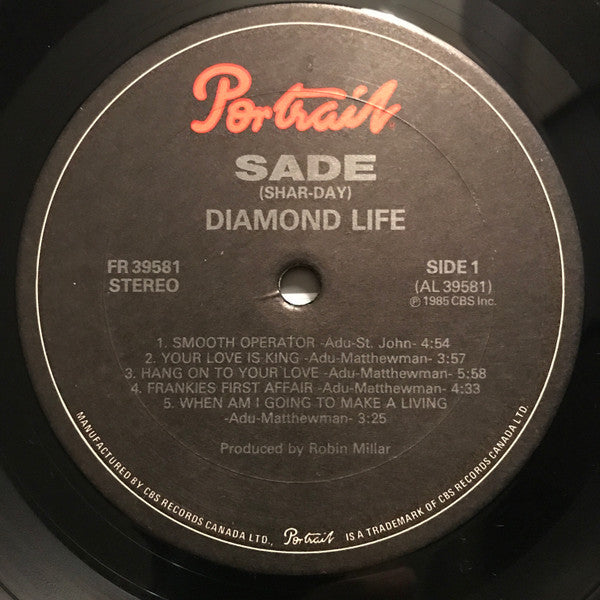 Portrait
SADE
(SHAR-DAY)
DIAMOND LIFE
FR 39581
STEREO
SIDE 1
(AL 39581)
℗ 1985 CBS Inc.
1. SMOOTH OPERATOR -Adu-St. John- 4:54
2. YOUR LOVE IS KING -Adu-Matthewman- 3:57
3. HANG ON TO YOUR LOVE -Adu-Matthewman- 5:58
4. FRANKIES FIRST AFFAIR -Adu-Matthewman- 4:33
5. WHEN AM I GOING TO MAKE A LIVING
-Adu-Matthewman- 3:25
Produced by Robin Millar
MANUFACTURED BY CBS RECORDS CANADA LTD., Portrait IS A TRADEMARK OF CBS RECORDS CANADA LTD.